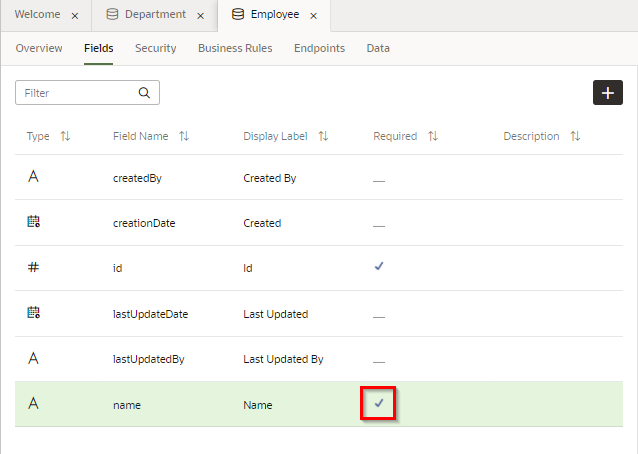 Welcome × Department × Employee ×
Overview Fields Security Business Rules Endpoints Data
Filter +
Type Field Name Display Label Required Description
A createdBy Created By
creationDate Created
# id Id
lastUpdateDate Last Updated
A lastUpdatedBy Last Updated By
A name Name